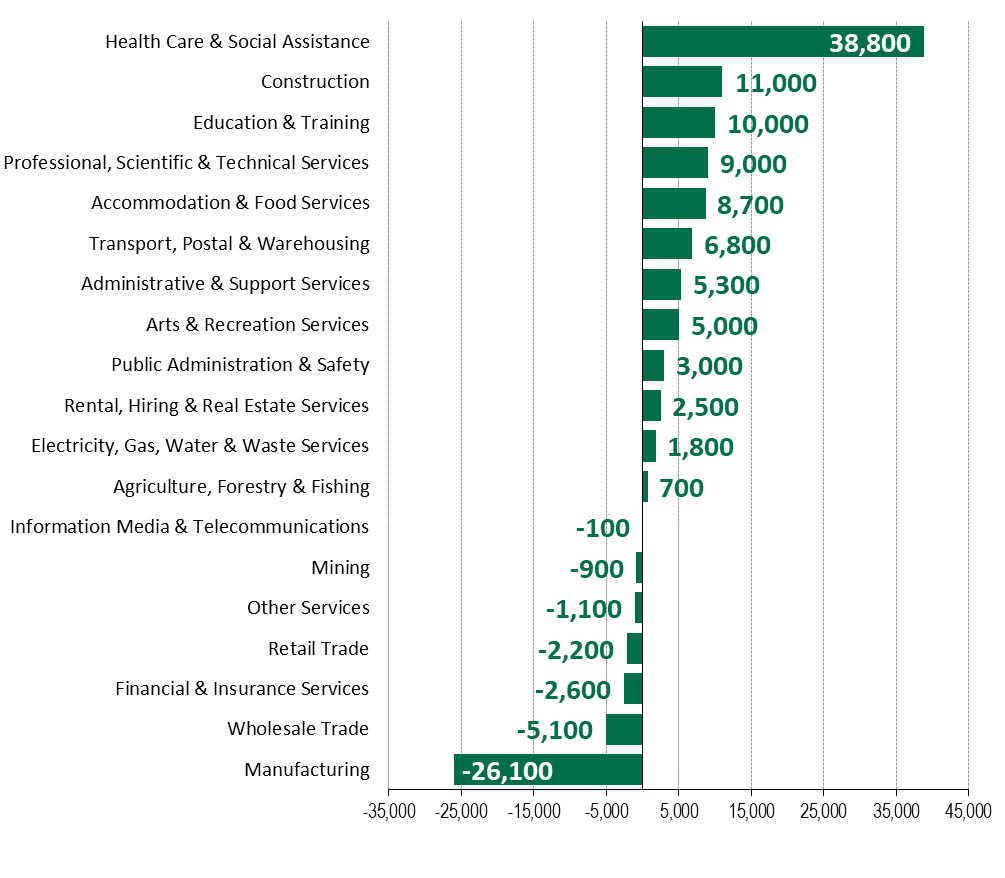 Health Care & Social Assistance 38,800
Construction 11,000
Education & Training 10,000
Professional, Scientific & Technical Services 9,000
Accommodation & Food Services 8,700
Transport, Postal & Warehousing 6,800
Administrative & Support Services 5,300
Arts & Recreation Services 5,000
Public Administration & Safety 3,000
Rental, Hiring & Real Estate Services 2,500
Electricity, Gas, Water & Waste Services 1,800
Agriculture, Forestry & Fishing 700
Information Media & Telecommunications -100
Mining -900
Other Services -1,100
Retail Trade -2,200
Financial & Insurance Services -2,600
Wholesale Trade -5,100
Manufacturing -26,100
-35,000 -25,000 -15,000 -5,000 5,000 15,000 25,000 35,000 45,000